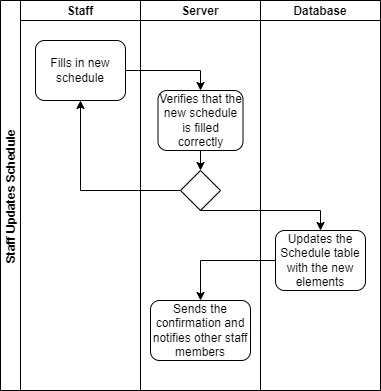 Staff
Server
Database
Staff Updates Schedule
Fills in new
schedule
Verifies that the
new schedule
is filled
correctly
Updates the
Schedule table
with the new
elements
Sends the
confirmation and
notifies other staff
members